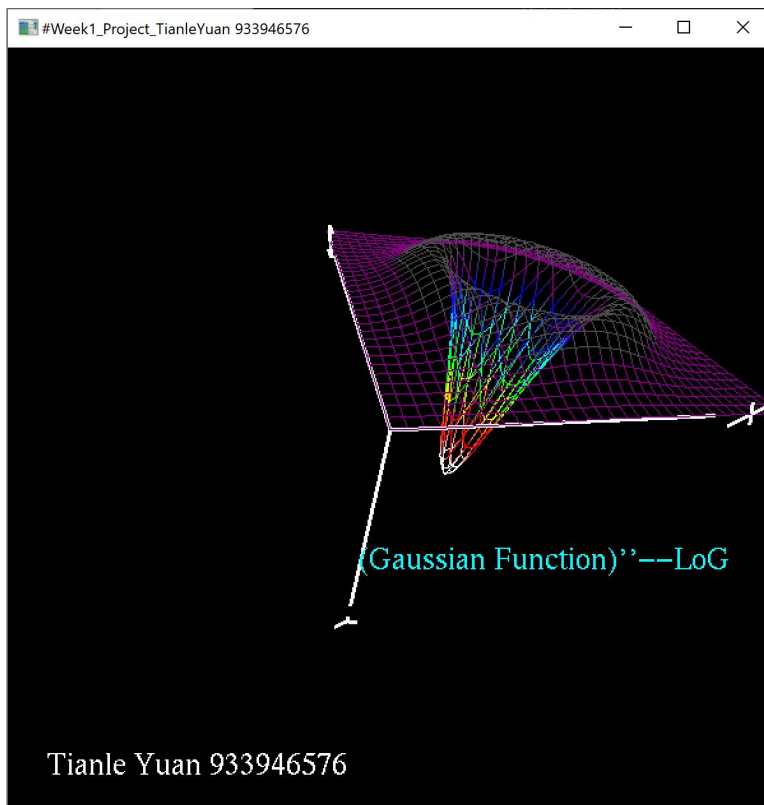 #Week1_Project_TianleYuan 933946576
X
(Gaussian Function)’’−−LoG
Y
Tianle Yuan 933946576